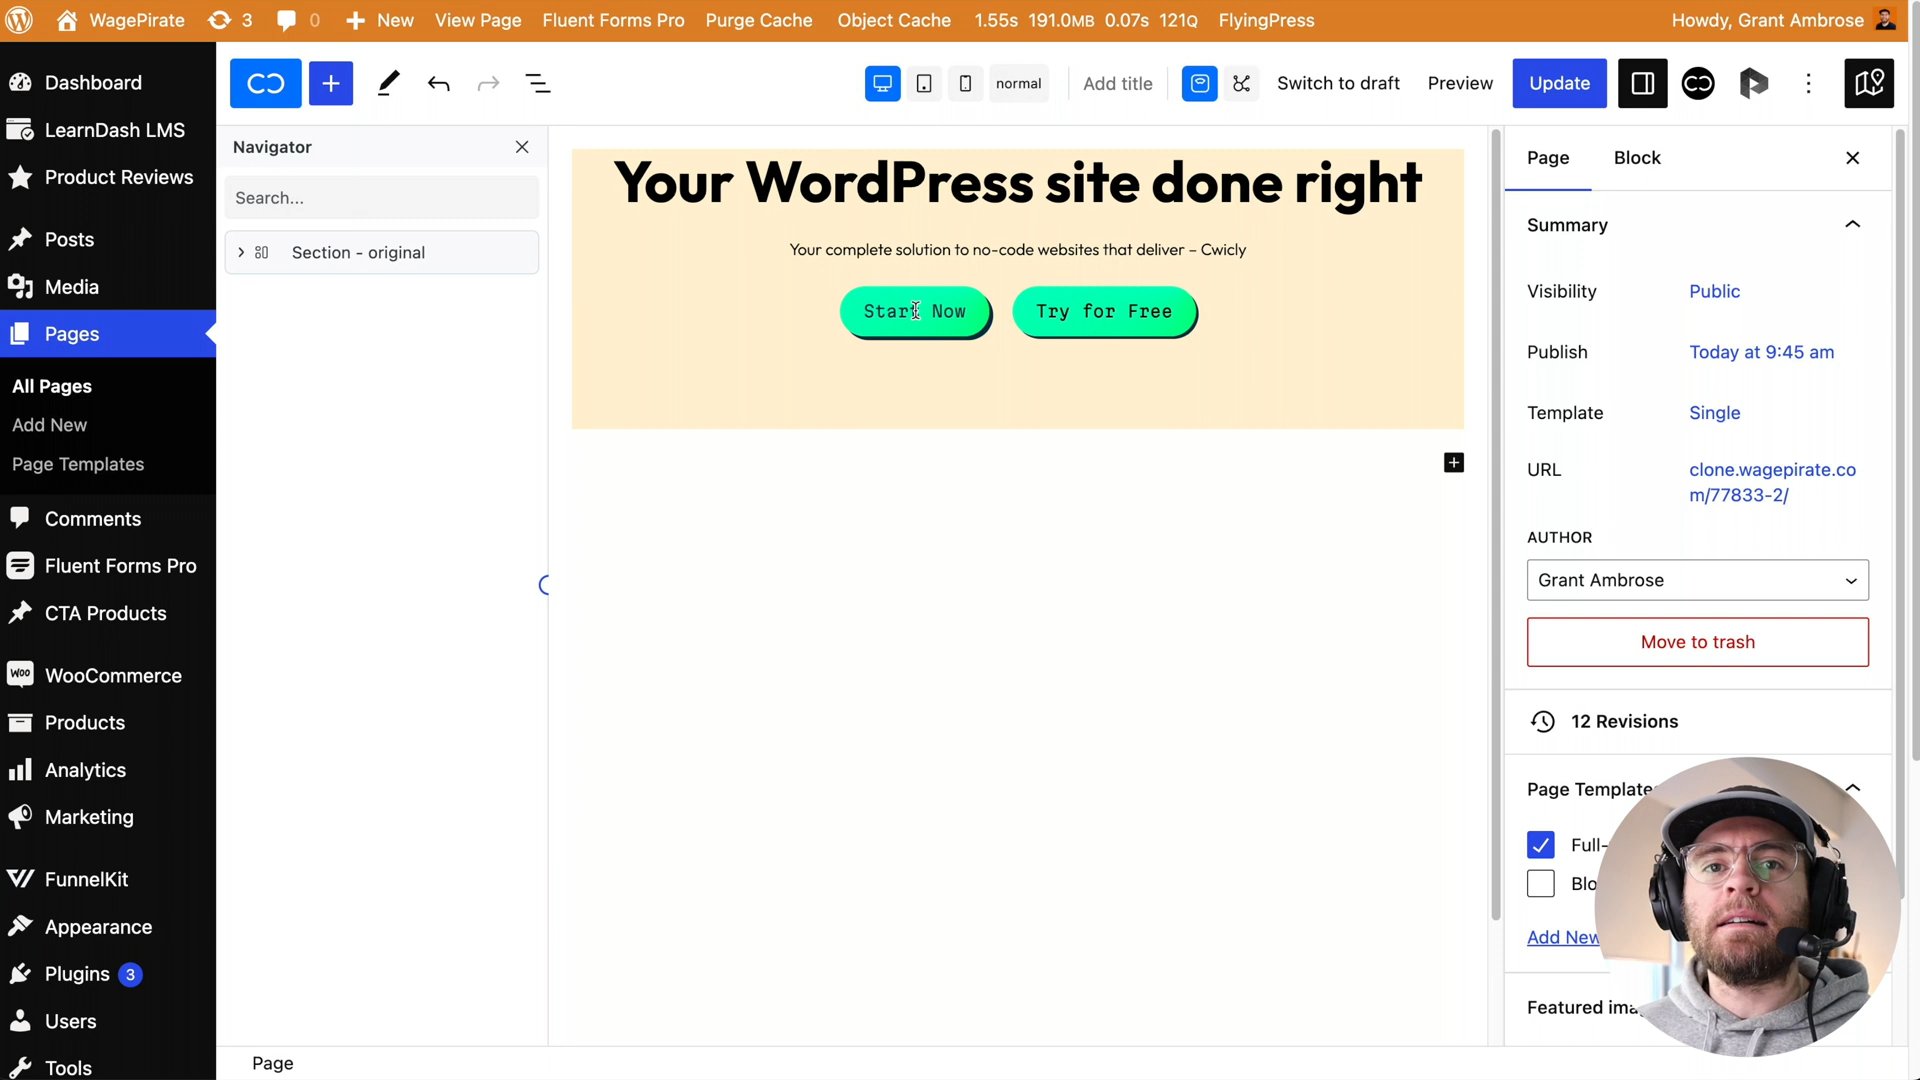 WagePirate
3
0
New
View Page
Fluent Forms Pro
Purge Cache
Object Cache
1.55s 191.0MB 0.07s 121Q
FlyingPress
Howdy, Grant Ambrose
Dashboard
LearnDash LMS
Product Reviews
Posts
Media
Pages
All Pages
Add New
Page Templates
Comments
Fluent Forms Pro
CTA Products
WOO
WooCommerce
Products
Analytics
Marketing
FunnelKit
Appearance
Plugins 3
Users
Tools
normal
Add title
Switch to draft
Preview
Update
Navigator
Search...
Section - original
Your WordPress site done right
Your complete solution to no-code websites that deliver – Cwicly
Start Now
Try for Free
Page
Block
Summary
Visibility
Public
Publish
Today at 9:45 am
Template
Single
URL
clone.wagepirate.co
m/77833-2/
AUTHOR
Grant Ambrose
Move to trash
12 Revisions
Page Template
Full-
Blo
Add New
Featured ima
Page